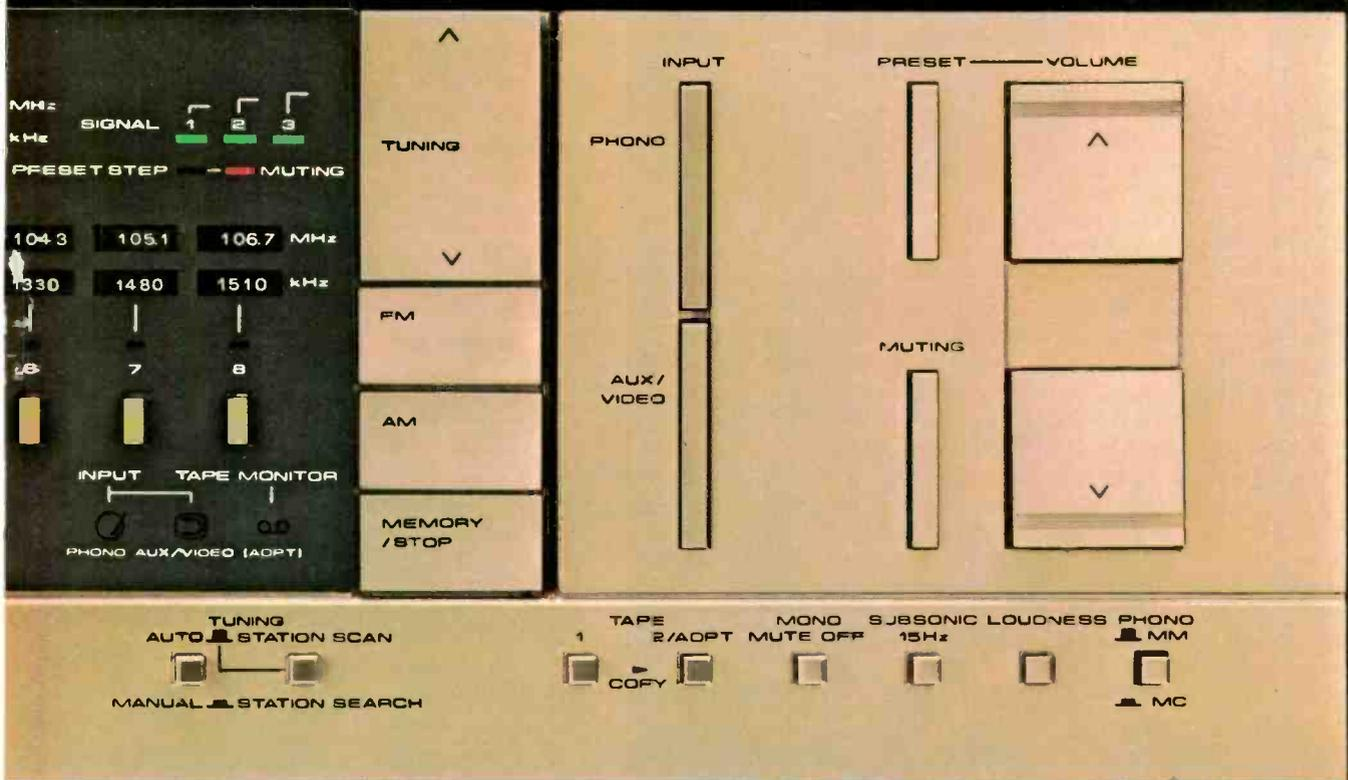 MHz
kHz
SIGNAL 1 2 3
PRESET STEP MUTING
104.3 105.1 106.7 MHz
1330 1480 1510 kHz
6 7 8
INPUT TAPE MONITOR
PHONO AUX/VIDEO (ADPT)
TUNING
FM
AM
MEMORY
/STOP
INPUT
PHONO
AUX/
VIDEO
PRESET VOLUME
MUTING
TUNING
AUTO STATION SCAN
MANUAL STATION SEARCH
TAPE
1 2/ADPT
COPY
MONO
MUTE OFF
SUBSONIC
15Hz
LOUDNESS
PHONO
MM
MC